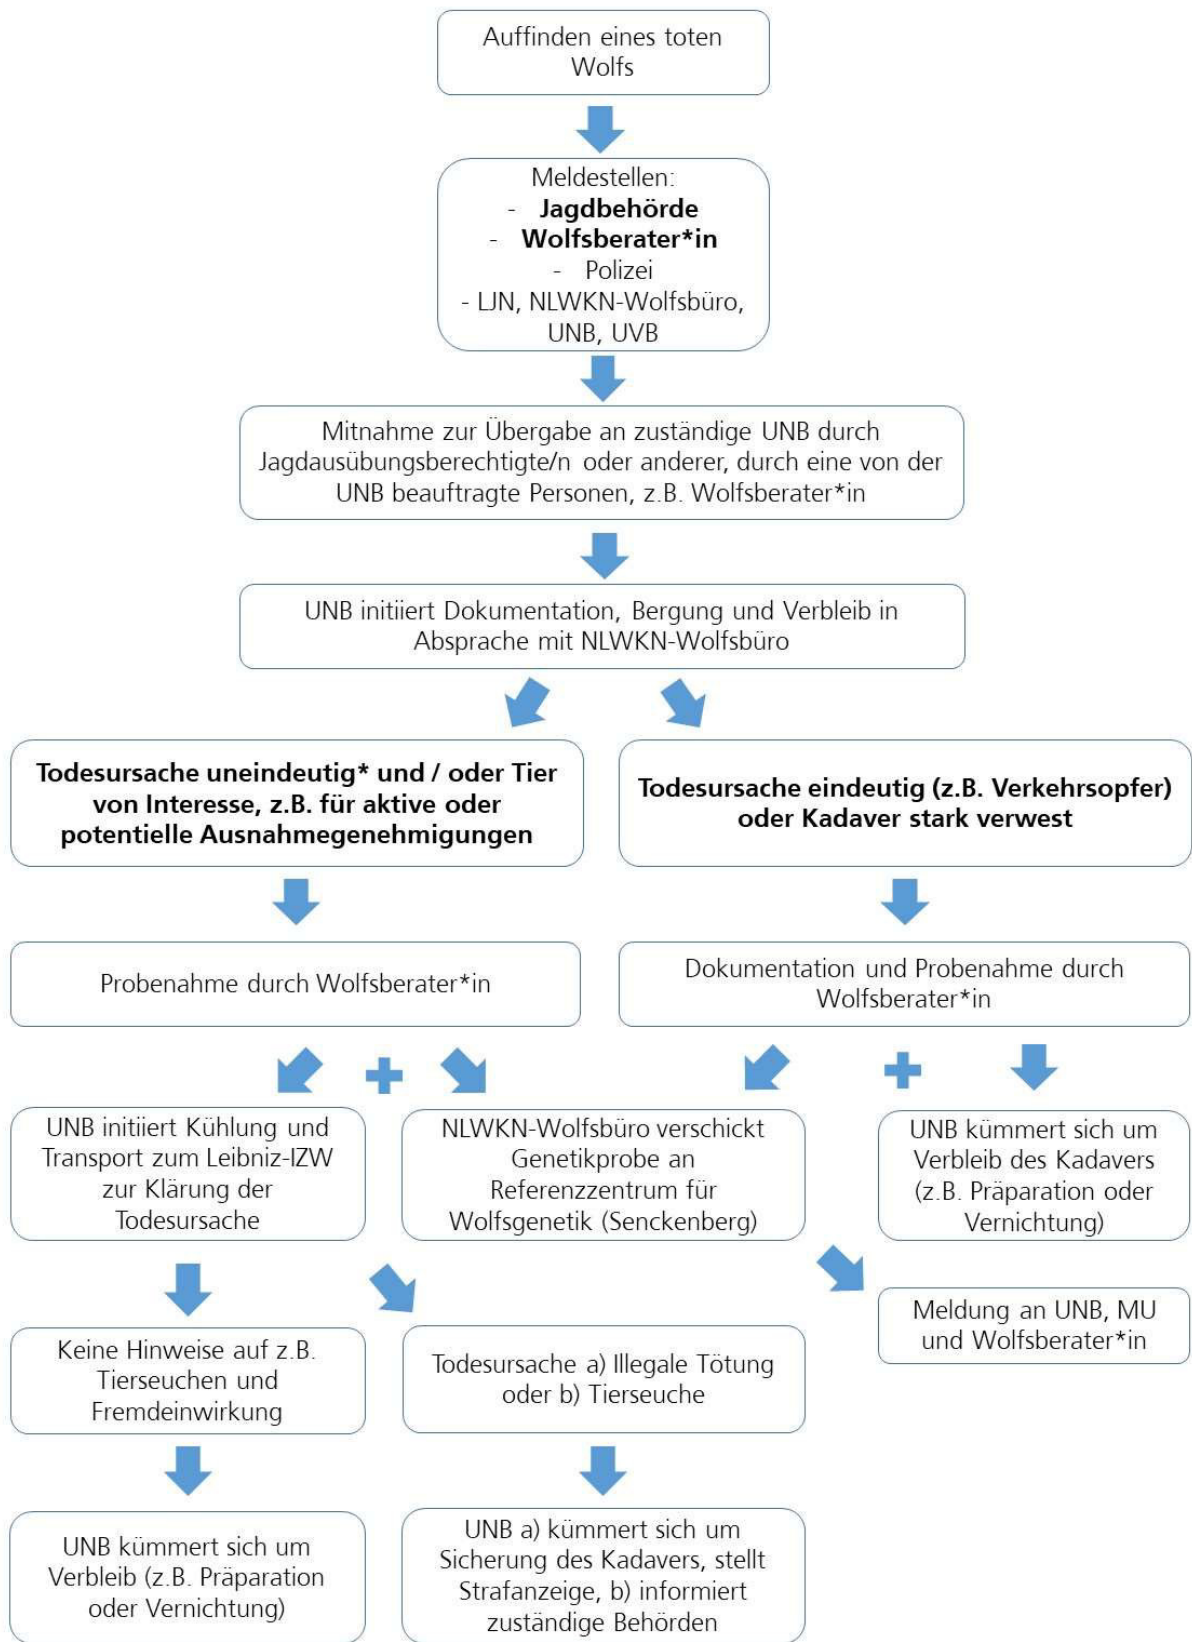 Auffinden eines toten
Wolfs
Meldestellen:
- Jagdbehörde
- Wolfsberater*in
- Polizei
- LJN, NLWKN-Wolfsbüro,
UNB, UVB
Mitnahme zur Übergabe an zuständige UNB durch
Jagdausübungsberechtigte/n oder anderer, durch eine von der
UNB beauftragte Personen, z.B. Wolfsberater*in
UNB initiiert Dokumentation, Bergung und Verbleib in
Absprache mit NLWKN-Wolfsbüro
Todesursache uneindeutig* und / oder Tier
von Interesse, z.B. für aktive oder
potentielle Ausnahmegenehmigungen
Todesursache eindeutig (z.B. Verkehrsopfer)
oder Kadaver stark verwest
Probenahme durch Wolfsberater*in
Dokumentation und Probenahme durch
Wolfsberater*in
UNB initiiert Kühlung und
Transport zum Leibniz-IZW
zur Klärung der
Todesursache
NLWKN-Wolfsbüro verschickt
Genetikprobe an
Referenzzentrum für
Wolfsgenetik (Senckenberg)
UNB kümmert sich um
Verbleib des Kadavers
(z.B. Präparation oder
Vernichtung)
Meldung an UNB, MU
und Wolfsberater*in
Keine Hinweise auf z.B.
Tierseuchen und
Fremdeinwirkung
Todesursache a) Illegale Tötung
oder b) Tierseuche
UNB kümmert sich um
Verbleib (z.B. Präparation
oder Vernichtung)
UNB a) kümmert sich um
Sicherung des Kadavers, stellt
Strafanzeige, b) informiert
zuständige Behörden